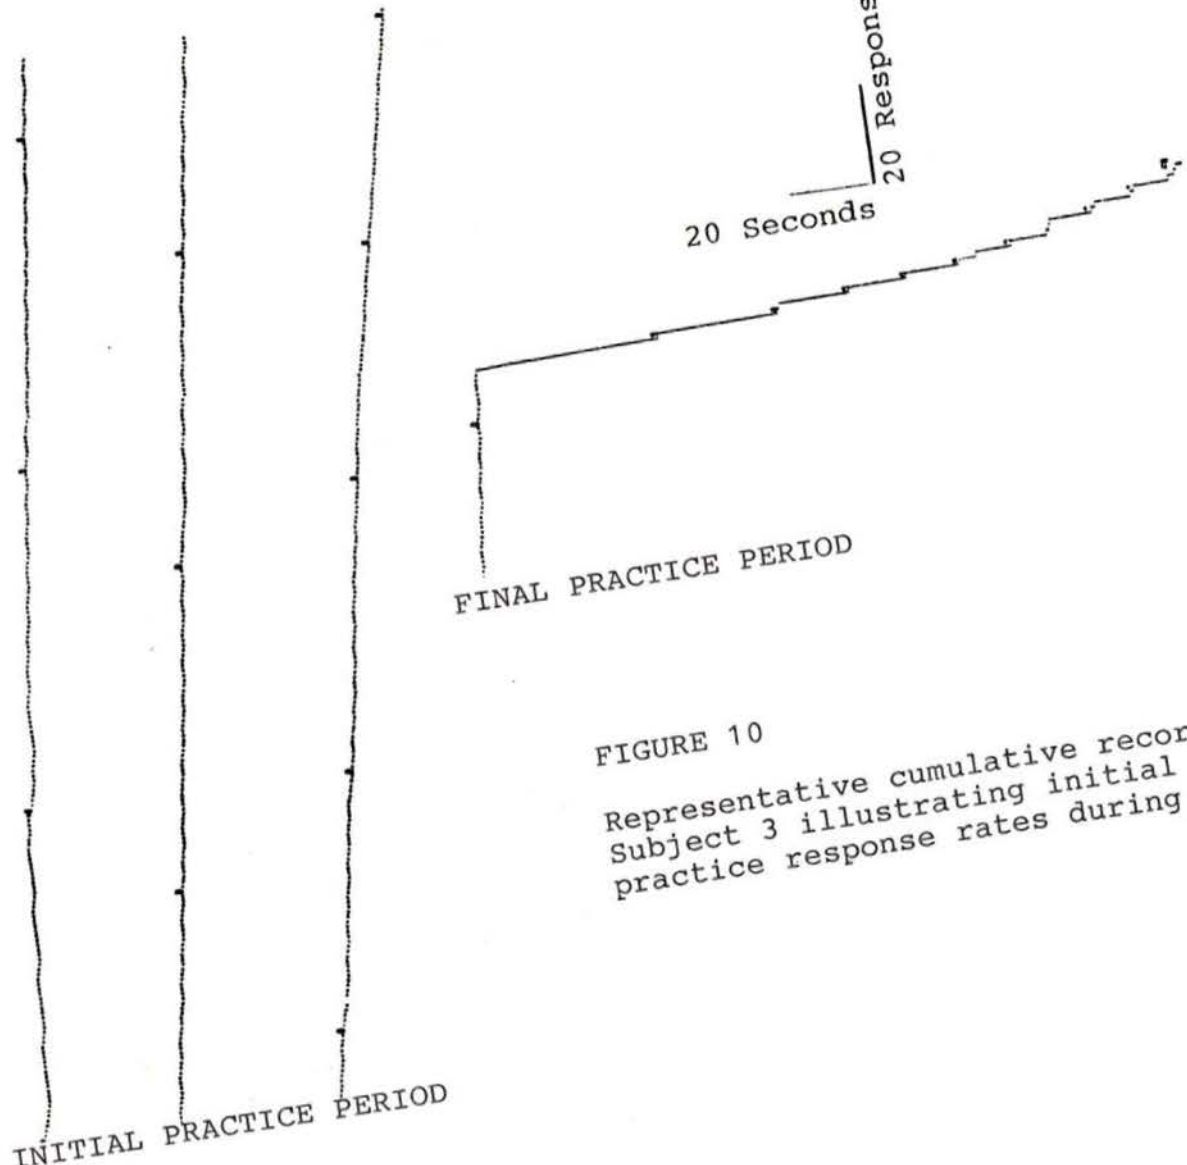 20 Respons
20 Seconds
FINAL PRACTICE PERIOD
FIGURE 10
Representative cumulative recor
Subject 3 illustrating initial
practice response rates during
INITIAL PRACTICE PERIOD